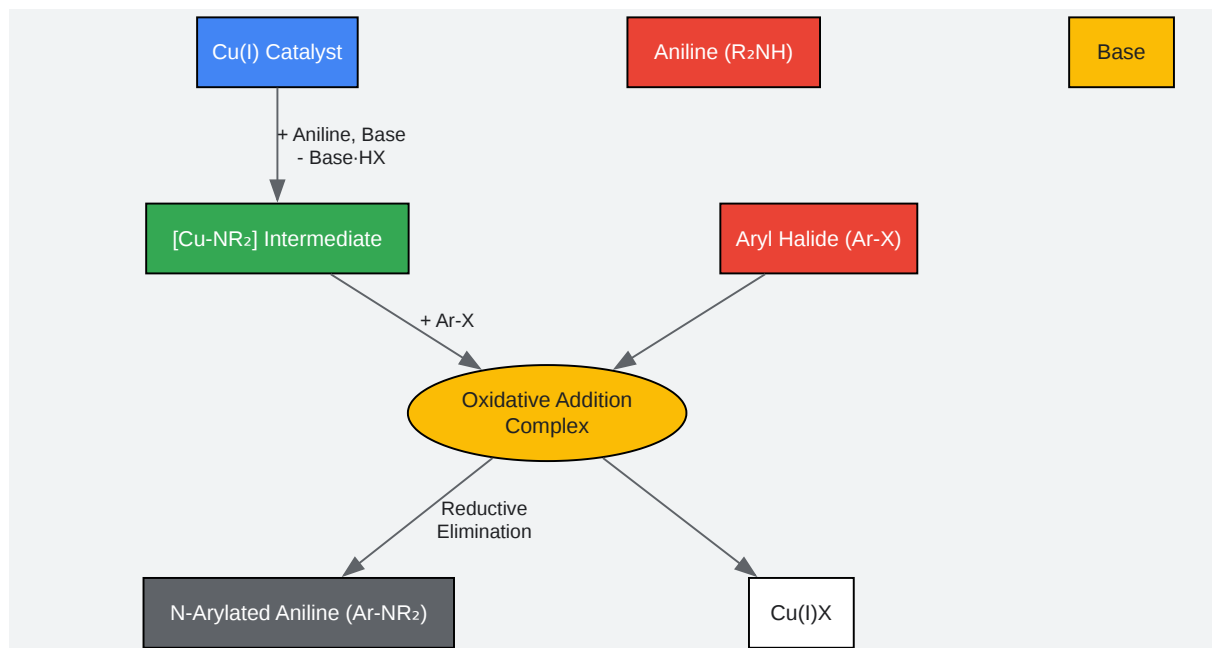 Cu(I) Catalyst
Aniline (R₂NH)
Base
+ Aniline, Base
- Base·HX
[Cu-NR₂] Intermediate
Aryl Halide (Ar-X)
+ Ar-X
Oxidative Addition
Complex
Reductive
Elimination
N-Arylated Aniline (Ar-NR₂)
Cu(I)X